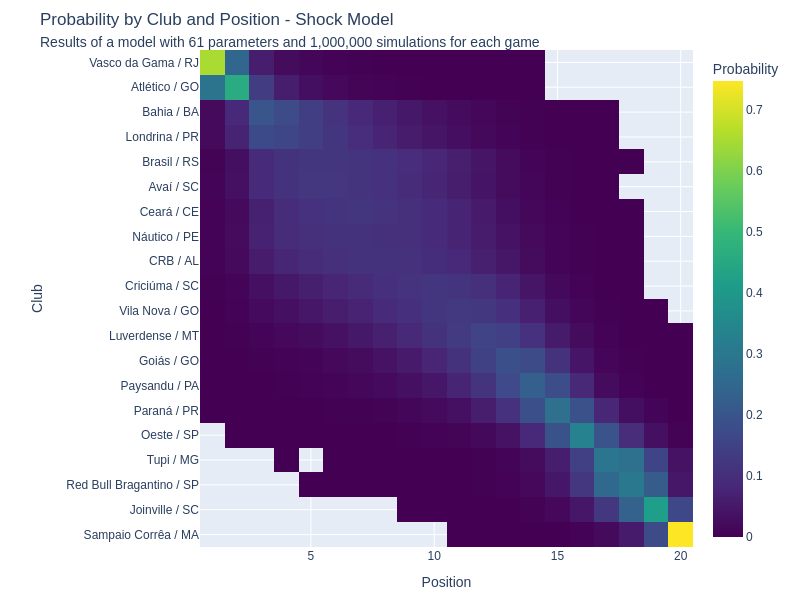 Probability by Club and Position - Shock Model
Results of a model with 61 parameters and 1,000,000 simulations for each game
Probability
Vasco da Gama / RJ
Atlético / GO
Bahia / BA
Londrina / PR
Brasil / RS
Avaí / SC
Ceará / CE
Náutico / PE
CRB / AL
Criciúma / SC
Vila Nova / GO
Luverdense / MT
Goiás / GO
Paysandu / PA
Paraná / PR
Oeste / SP
Tupi / MG
Red Bull Bragantino / SP
Joinville / SC
Sampaio Corrêa / MA
Club
5
10
15
20
Position
0.7
0.6
0.5
0.4
0.3
0.2
0.1
0